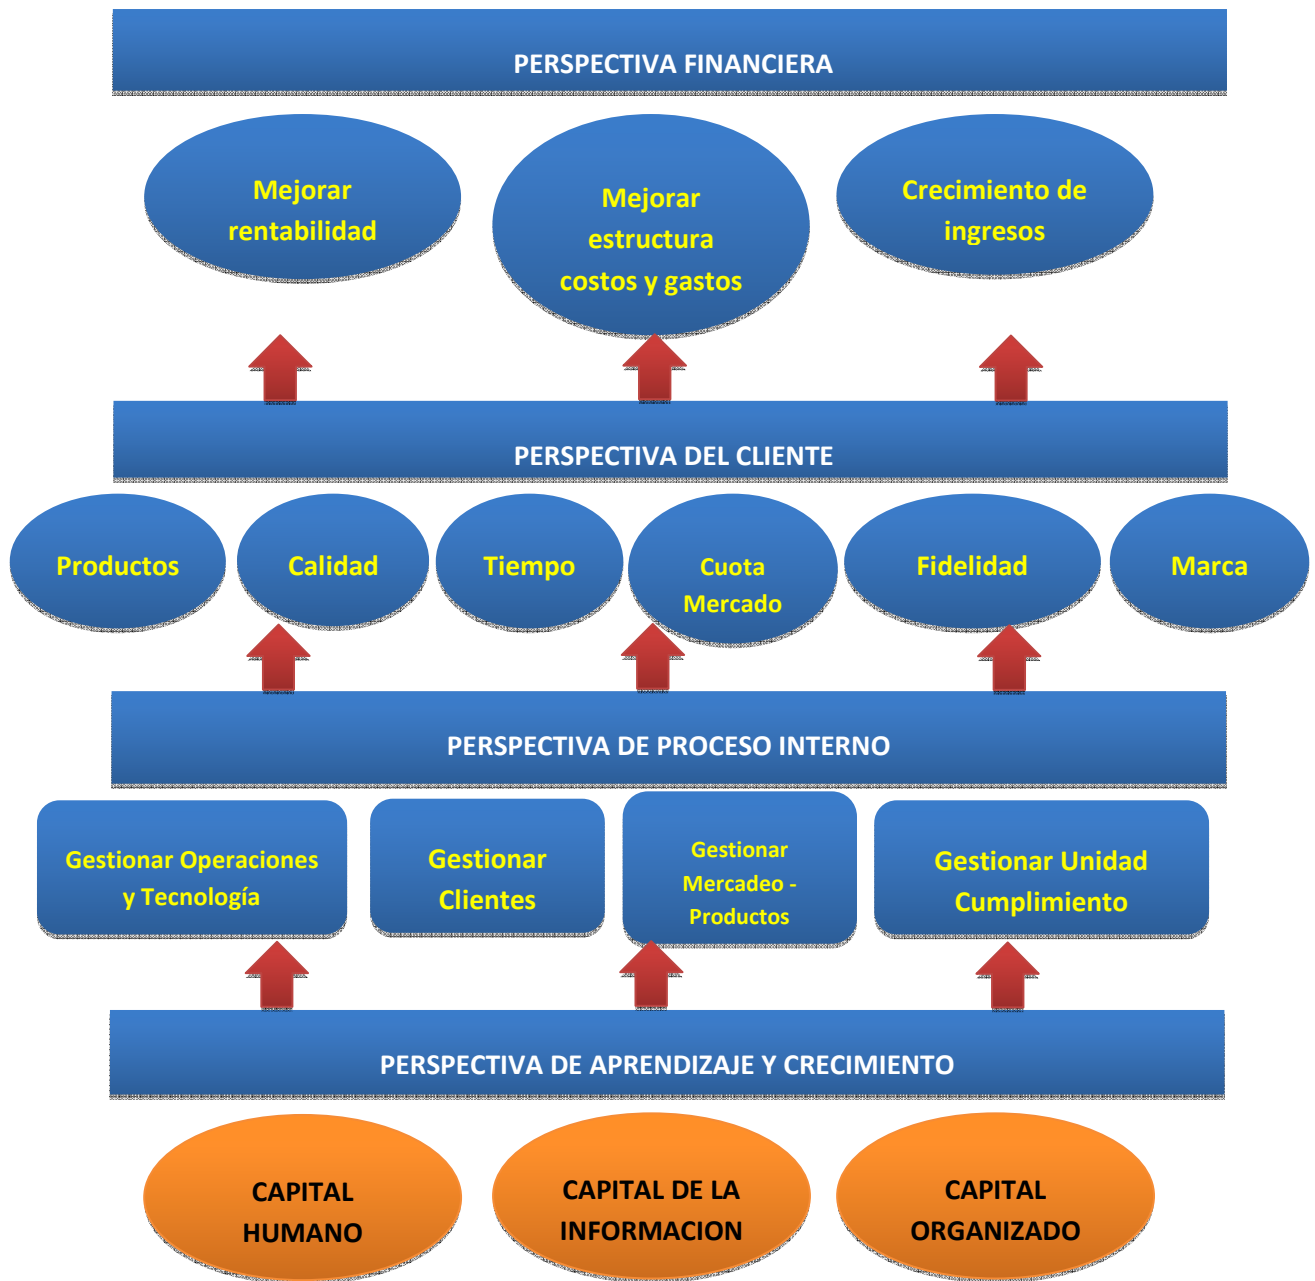 PERSPECTIVA FINANCIERA
Mejorar
rentabilidad
Mejorar
estructura
costos y gastos
Crecimiento de
ingresos
PERSPECTIVA DEL CLIENTE
Productos
Calidad
Tiempo
Cuota
Mercado
Fidelidad
Marca
PERSPECTIVA DE PROCESO INTERNO
Gestionar Operaciones
y Tecnología
Gestionar
Clientes
Gestionar
Mercadeo -
Productos
Gestionar Unidad
Cumplimiento
PERSPECTIVA DE APRENDIZAJE Y CRECIMIENTO
CAPITAL
HUMANO
CAPITAL DE LA
INFORMACION
CAPITAL
ORGANIZADO